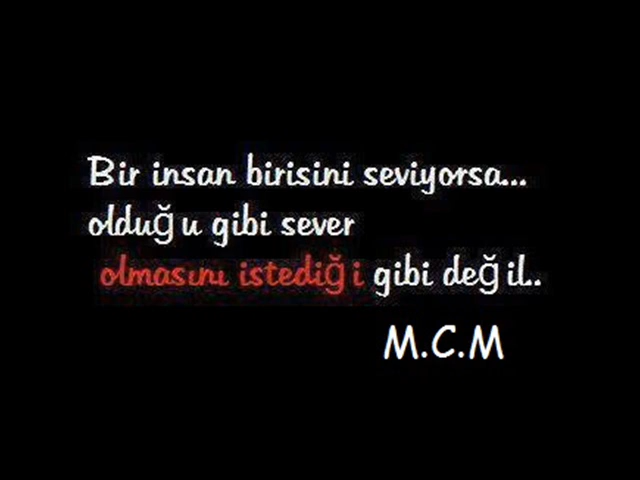 Bir insan birisini seviyorsa...
olduğu gibi sever
olmasını istediği gibi değil..
M.C.M